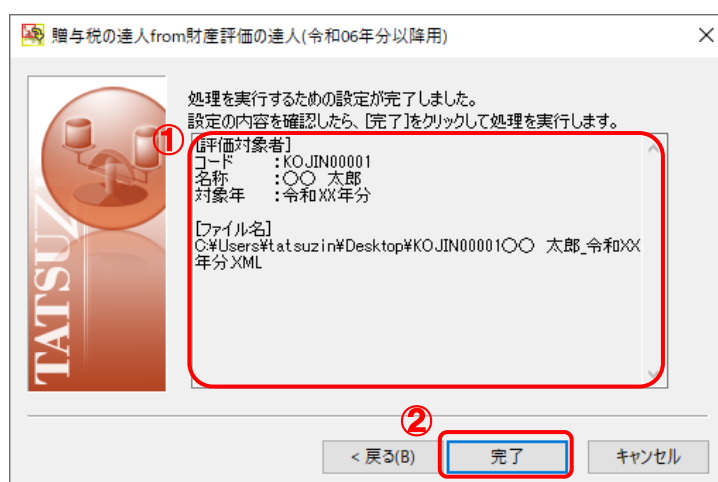 贈与税の達人from財産評価の達人(令和06年分以降用)
処理を実行するための設定が完了しました。
設定の内容を確認したら、[完了]をクリックして処理を実行します。
①
[評価対象者]
コード　：KOJIN00001
名称　　：〇〇　太郎
対象年　：令和XX年分
[ファイル名]
C:¥Users¥tatsuzin¥Desktop¥KOJIN00001〇〇　太郎_令和XX
年分.XML
TATSUZ
②
< 戻る(B)
完了
キャンセル